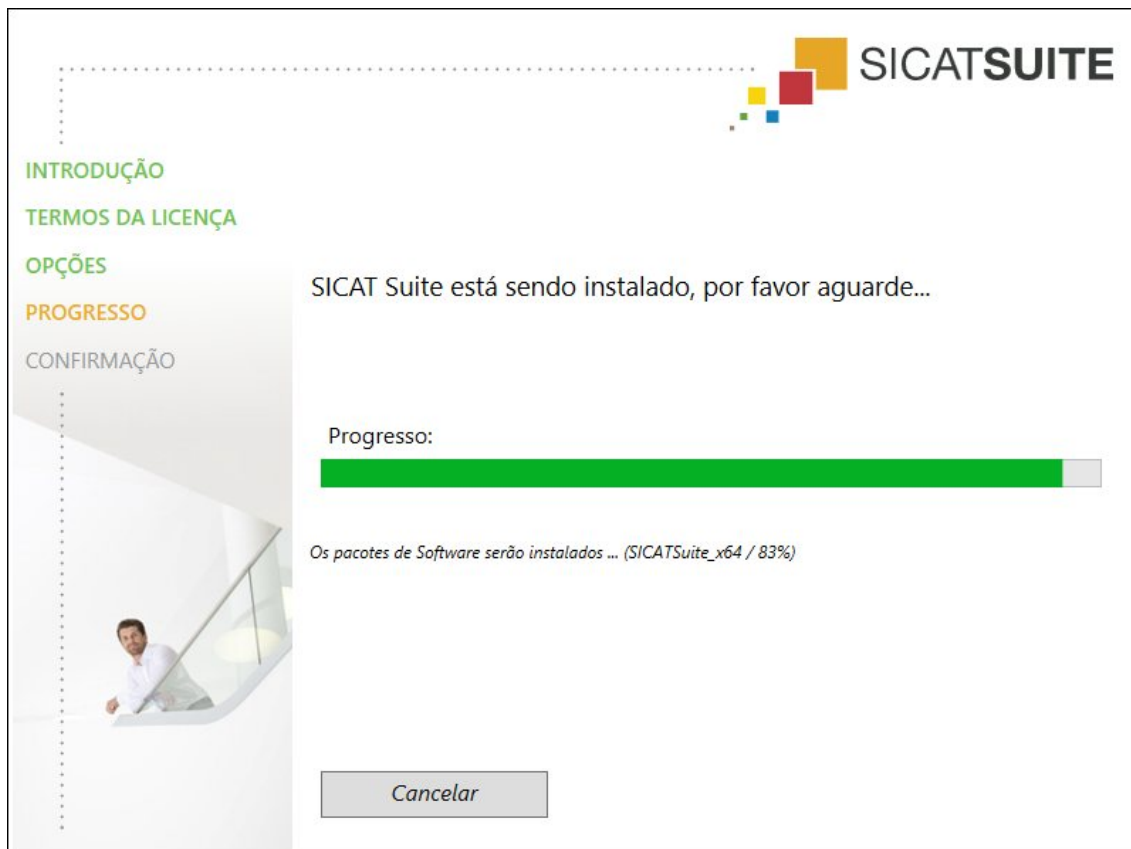 SICATSUITE
INTRODUÇÃO
TERMOS DA LICENÇA
OPÇÕES
PROGRESSO
CONFIRMAÇÃO
SICAT Suite está sendo instalado, por favor aguarde...
Progresso:
Os pacotes de Software serão instalados ... (SICATSuite_x64 / 83%)
Cancelar